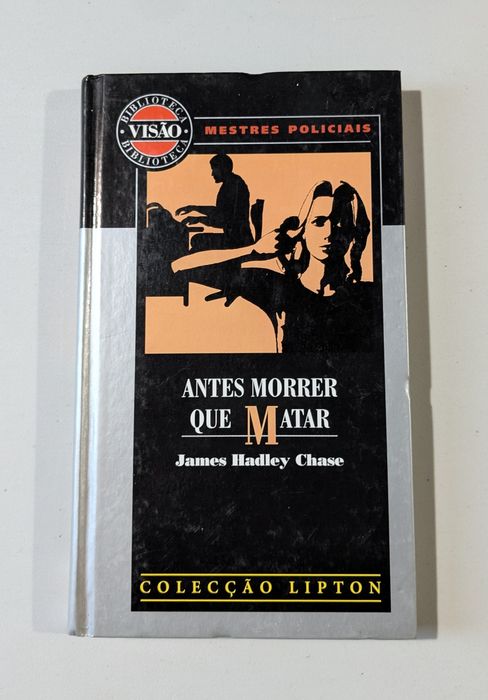 BIBLIOTECA
VISÃO
BIBLIOTECA
MESTRES POLICIAIS
ANTES MORRER
QUE MATAR
James Hadley Chase
COLECÇÃO LIPTON